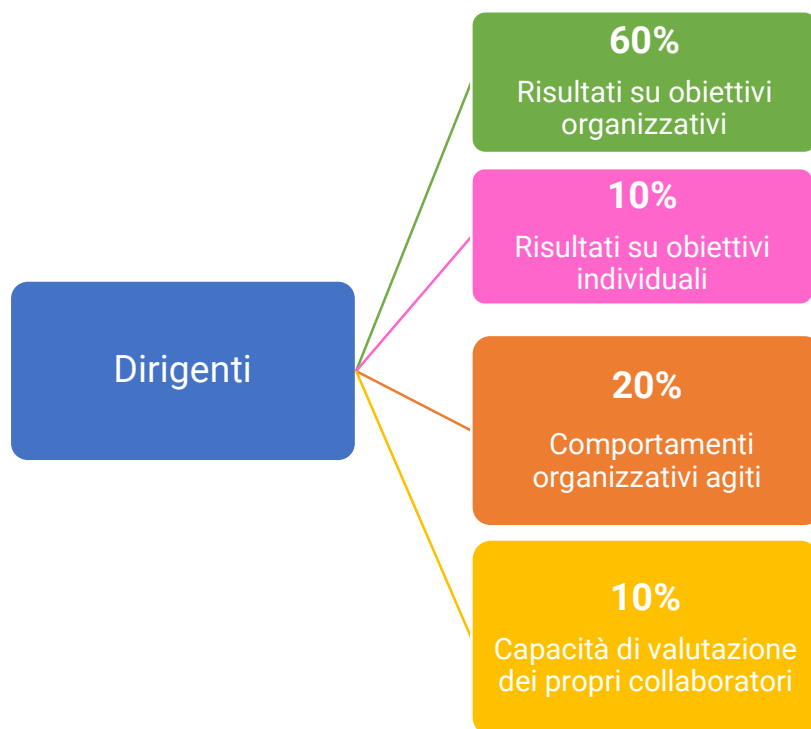 Dirigenti
60%
Risultati su obiettivi
organizzativi
10%
Risultati su obiettivi
individuali
20%
Comportamenti
organizzativi agiti
10%
Capacità di valutazione
dei propri collaboratori